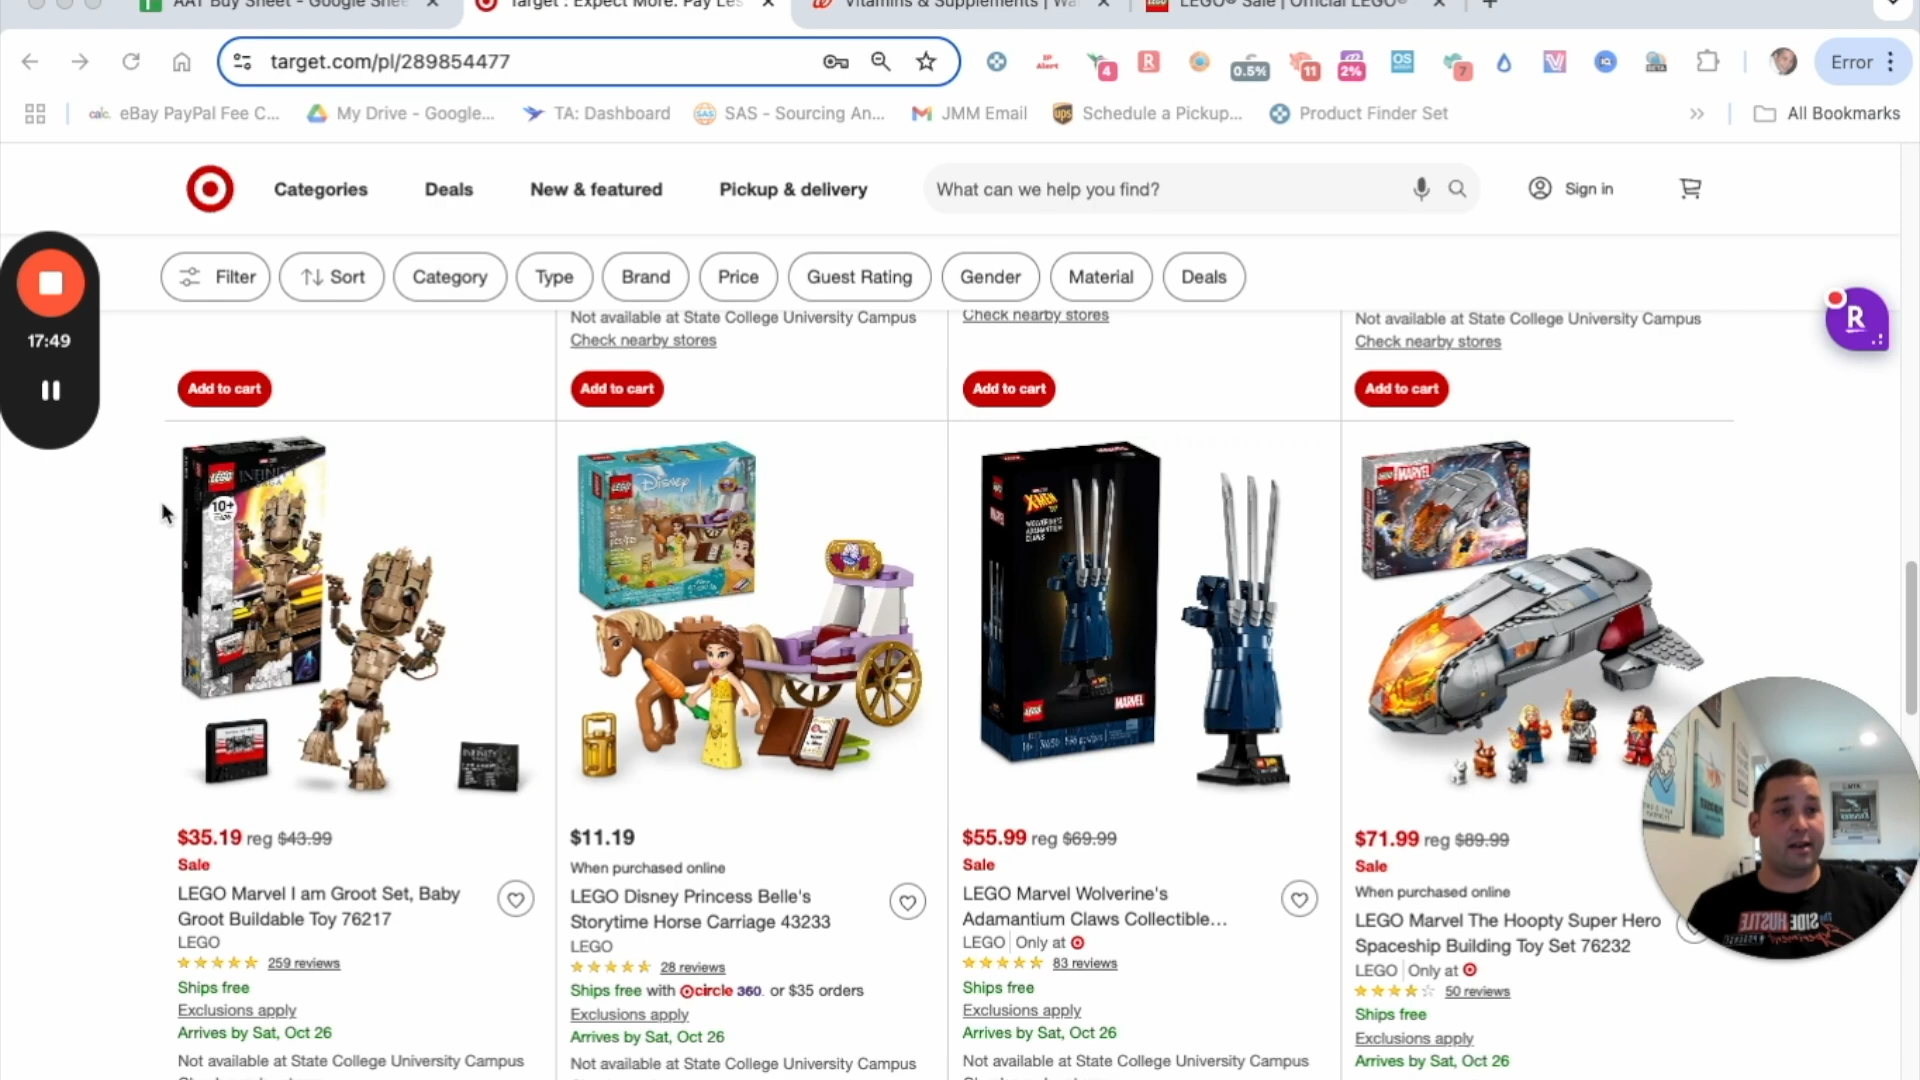 AAT Buy Sheet - Google Shee
Target : Expect More. Pay Les
Vitamins & Supplements | Wa
LEGO® Sale | Official LEGO®
target.com/pl/289854477
4
0.5%
11
2%
OS
7
Error
calc. eBay PayPal Fee C...
My Drive - Google...
TA: Dashboard
SAS - Sourcing An...
JMM Email
Schedule a Pickup...
Product Finder Set
All Bookmarks
Categories
Deals
New & featured
Pickup & delivery
What can we help you find?
Sign in
17:49
Filter
Sort
Category
Type
Brand
Price
Guest Rating
Gender
Material
Deals
R
Not available at State College University Campus
Check nearby stores
Check nearby stores
Not available at State College University Campus
Check nearby stores
Add to cart
Add to cart
Add to cart
Add to cart
$35.19 reg $43.99
Sale
LEGO Marvel I am Groot Set, Baby
Groot Buildable Toy 76217
LEGO
259 reviews
Ships free
Exclusions apply
Arrives by Sat, Oct 26
Not available at State College University Campus
$11.19
When purchased online
LEGO Disney Princess Belle's
Storytime Horse Carriage 43233
LEGO
28 reviews
Ships free with circle 360. or $35 orders
Exclusions apply
Arrives by Sat, Oct 26
Not available at State College University Campus
$55.99 reg $69.99
Sale
LEGO Marvel Wolverine's
Adamantium Claws Collectible...
LEGO Only at
83 reviews
Ships free
Exclusions apply
Arrives by Sat, Oct 26
Not available at State College University Campus
$71.99 reg $89.99
Sale
When purchased online
LEGO Marvel The Hoopty Super Hero
Spaceship Building Toy Set 76232
LEGO Only at
50 reviews
Ships free
Exclusions apply
Arrives by Sat, Oct 26